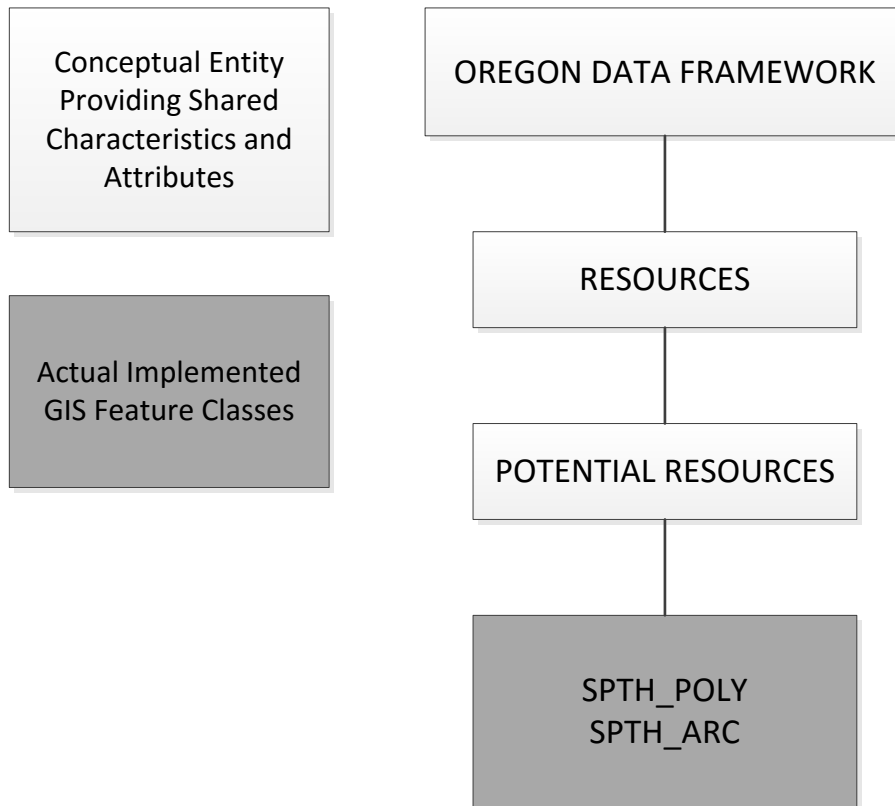 Conceptual Entity
Providing Shared
Characteristics and
Attributes
OREGON DATA FRAMEWORK
RESOURCES
Actual Implemented
GIS Feature Classes
POTENTIAL RESOURCES
SPTH_POLY
SPTH_ARC